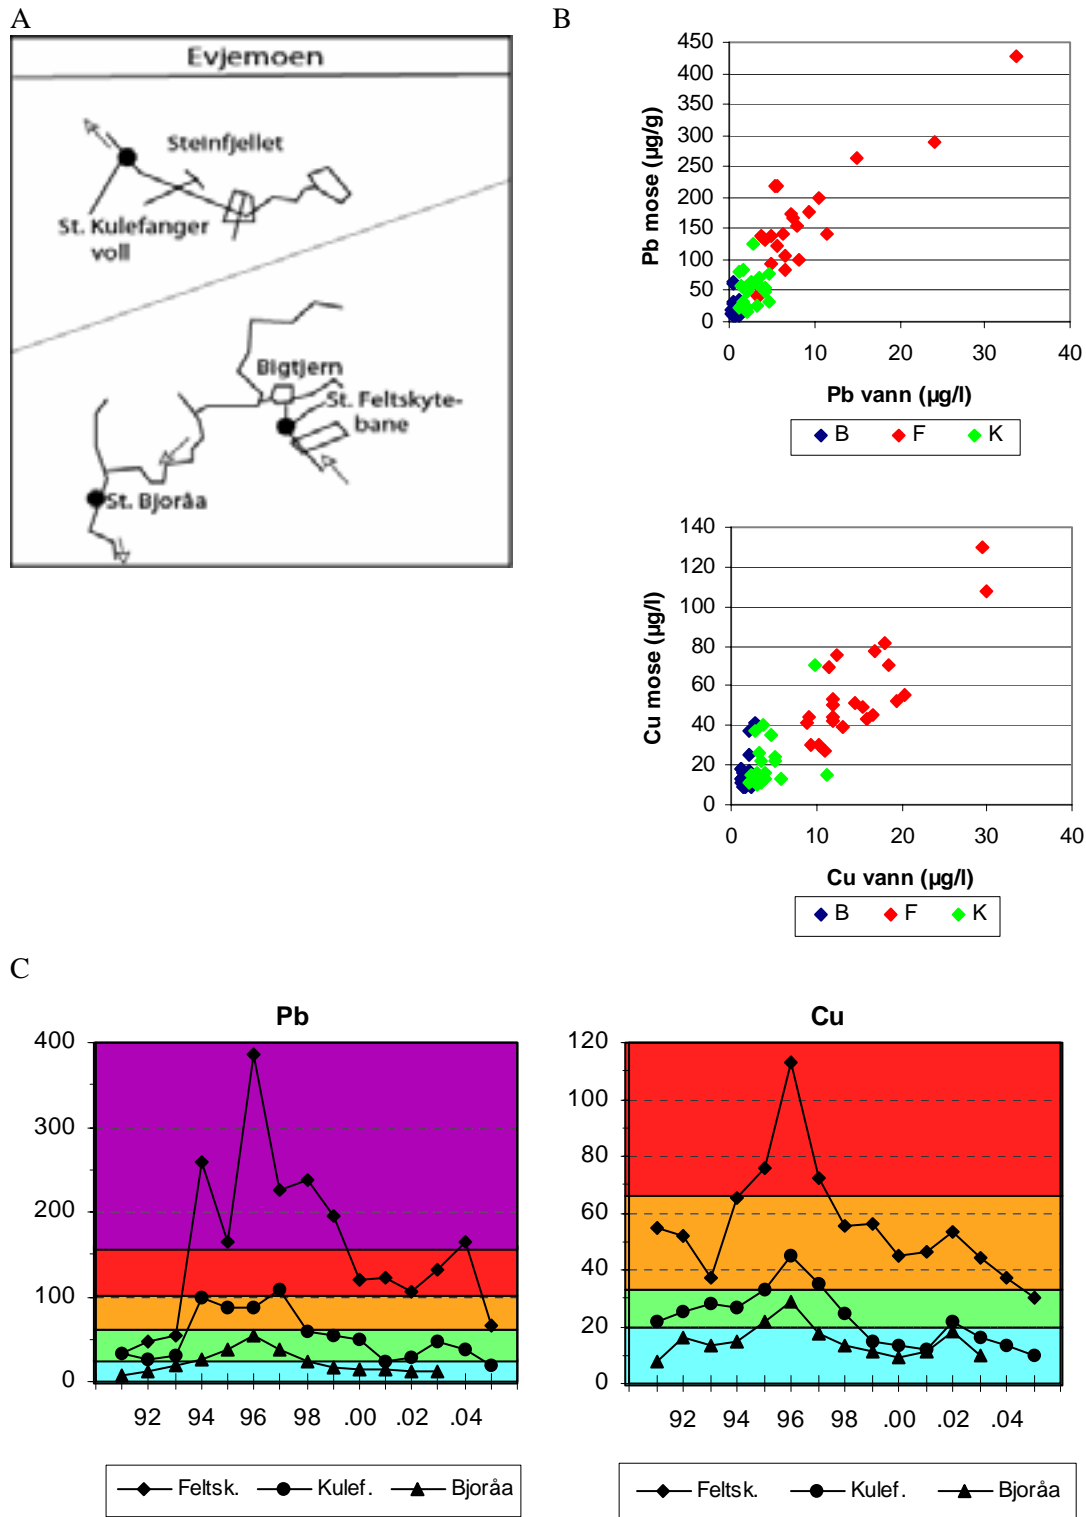 A
Evjemoen
Steinfjellet
St. Kulefanger
voll
Bigtjern
St. Feltskyte-
bane
St. Bjoråa
B
450
400
350
300
250
200
150
100
50
0
Pb mose (µg/g)
0 10 20 30 40
Pb vann (µg/l)
B F K
140
120
100
80
60
40
20
0
Cu mose (µg/l)
0 10 20 30 40
Cu vann (µg/l)
B F K
C
Pb
400
300
200
100
0
92 94 96 98 .00 .02 .04
Feltsk. Kulef. Bjoråa
Cu
120
100
80
60
40
20
0
92 94 96 98 .00 .02 .04
Feltsk. Kulef. Bjoråa